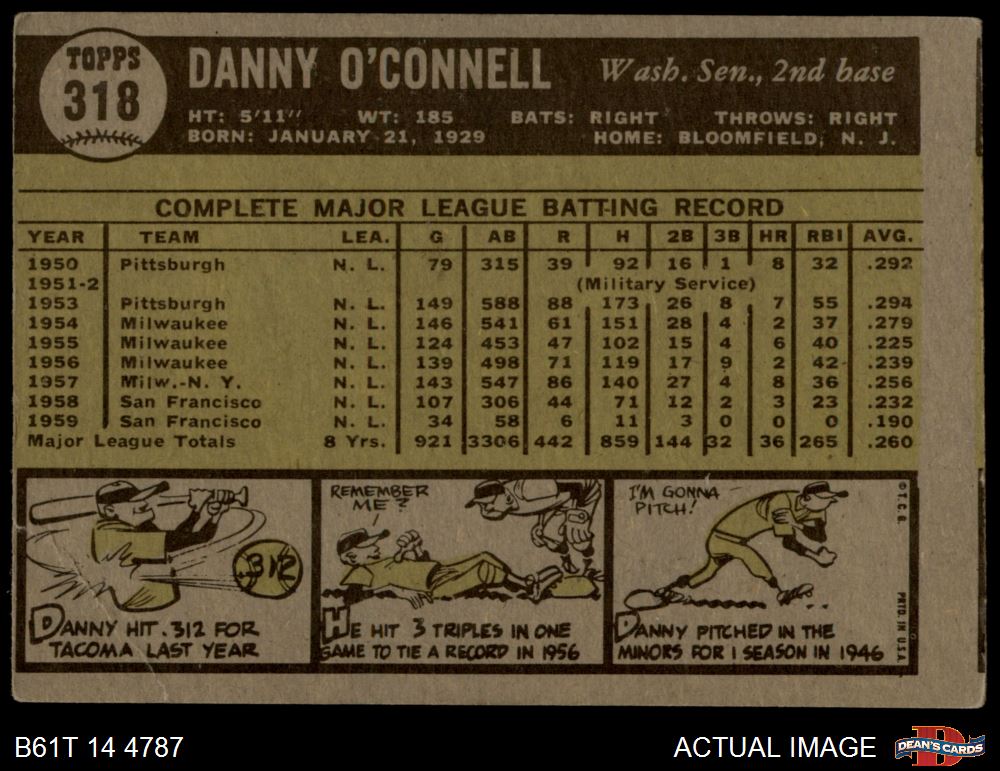 TOPPS
318
DANNY O'CONNELL Wash. Sen., 2nd base
HT: 5'11" WT: 185 BATS: RIGHT THROWS: RIGHT
BORN: JANUARY 21, 1929 HOME: BLOOMFIELD, N. J.
COMPLETE MAJOR LEAGUE BATTING RECORD
YEAR TEAM LEA. G AB R H 2B 3B HR RBI AVG.
1950 Pittsburgh N. L. 79 315 39 92 16 1 8 32 .292
1951-2 (Military Service)
1953 Pittsburgh N. L. 149 588 88 173 26 8 7 55 .294
1954 Milwaukee N. L. 146 541 61 151 28 4 2 37 .279
1955 Milwaukee N. L. 124 453 47 102 15 4 6 40 .225
1956 Milwaukee N. L. 139 498 71 119 17 9 2 42 .239
1957 Milw.-N. Y. N. L. 143 547 86 140 27 4 8 36 .256
1958 San Francisco N. L. 107 306 44 71 12 2 3 23 .232
1959 San Francisco N. L. 34 58 6 11 3 0 0 0 .190
Major League Totals 8 Yrs. 921 3306 442 859 144 32 36 265 .260
312
DANNY HIT .312 FOR
TACOMA LAST YEAR
REMEMBER
ME?
HE HIT 3 TRIPLES IN ONE
GAME TO TIE A RECORD IN 1956
I'M GONNA
PITCH!
DANNY PITCHED IN THE
MINORS FOR 1 SEASON IN 1946
© T. C. G.
PRTD. IN U.S.A.
B61T 14 4787
ACTUAL IMAGE
DEAN'S CARDS